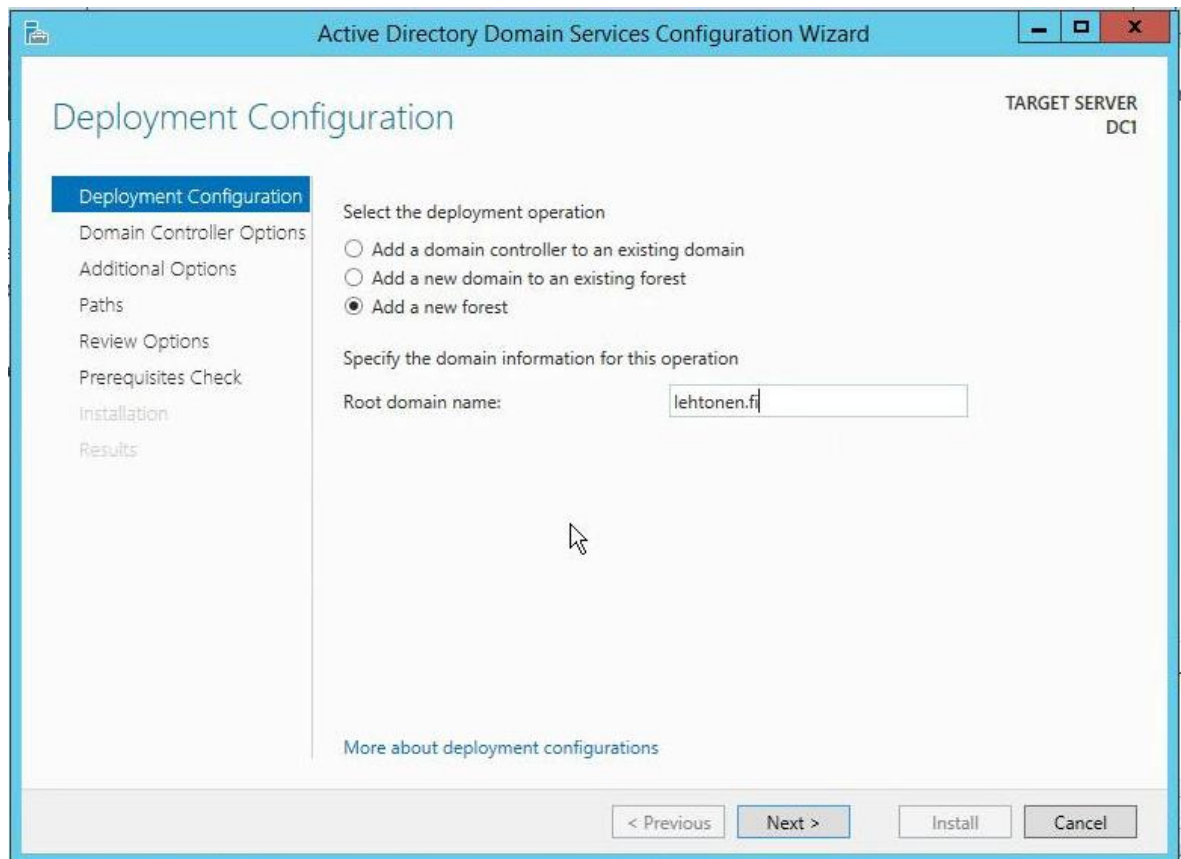 Active Directory Domain Services Configuration Wizard
Deployment Configuration
TARGET SERVER
DC1
Deployment Configuration
Domain Controller Options
Additional Options
Paths
Review Options
Prerequisites Check
Installation
Results
Select the deployment operation
Add a domain controller to an existing domain
Add a new domain to an existing forest
Add a new forest
Specify the domain information for this operation
Root domain name: lehtonen.fi
More about deployment configurations
< Previous Next > Install Cancel